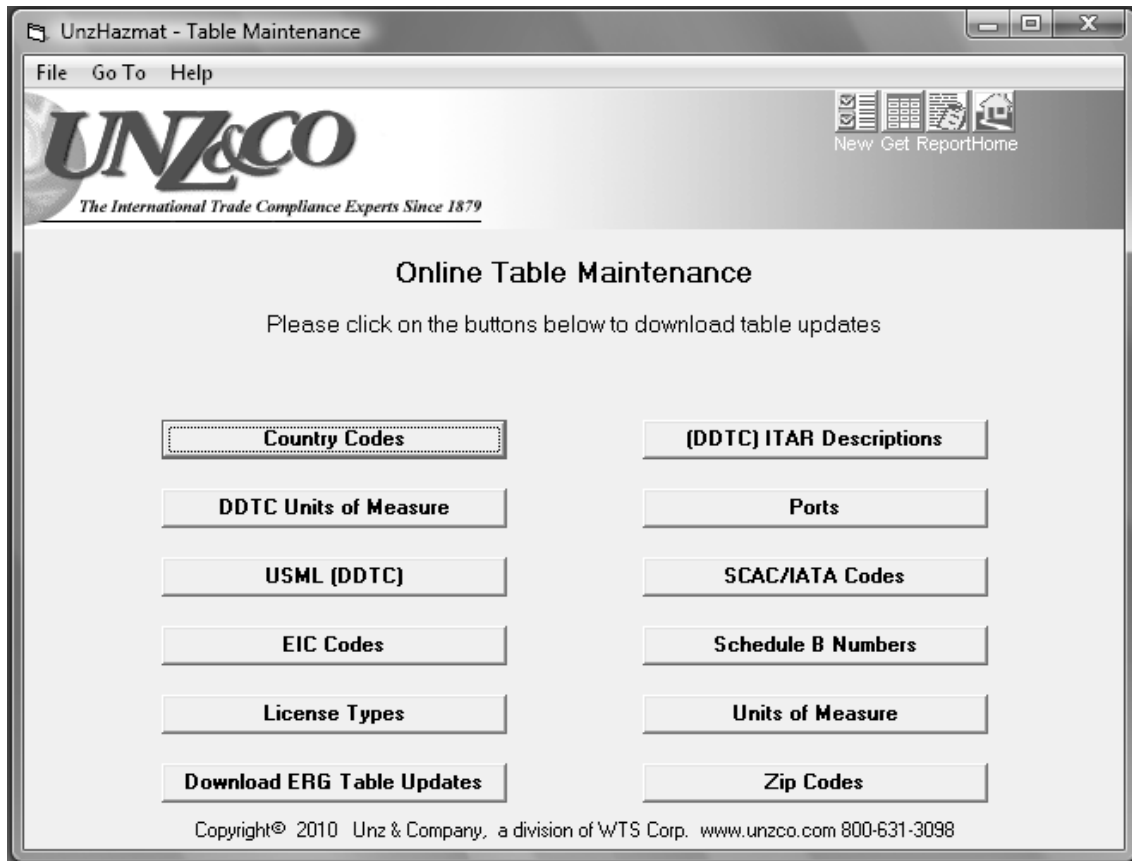 UnzHazmat - Table Maintenance
File Go To Help
UNZ&CO
The International Trade Compliance Experts Since 1879
New Get Report Home
Online Table Maintenance
Please click on the buttons below to download table updates
Country Codes (DDTC) ITAR Descriptions
DDTC Units of Measure Ports
USML (DDTC) SCAC/IATA Codes
EIC Codes Schedule B Numbers
License Types Units of Measure
Download ERG Table Updates Zip Codes
Copyright© 2010 Unz & Company, a division of WTS Corp. www.unzco.com 800-631-3098